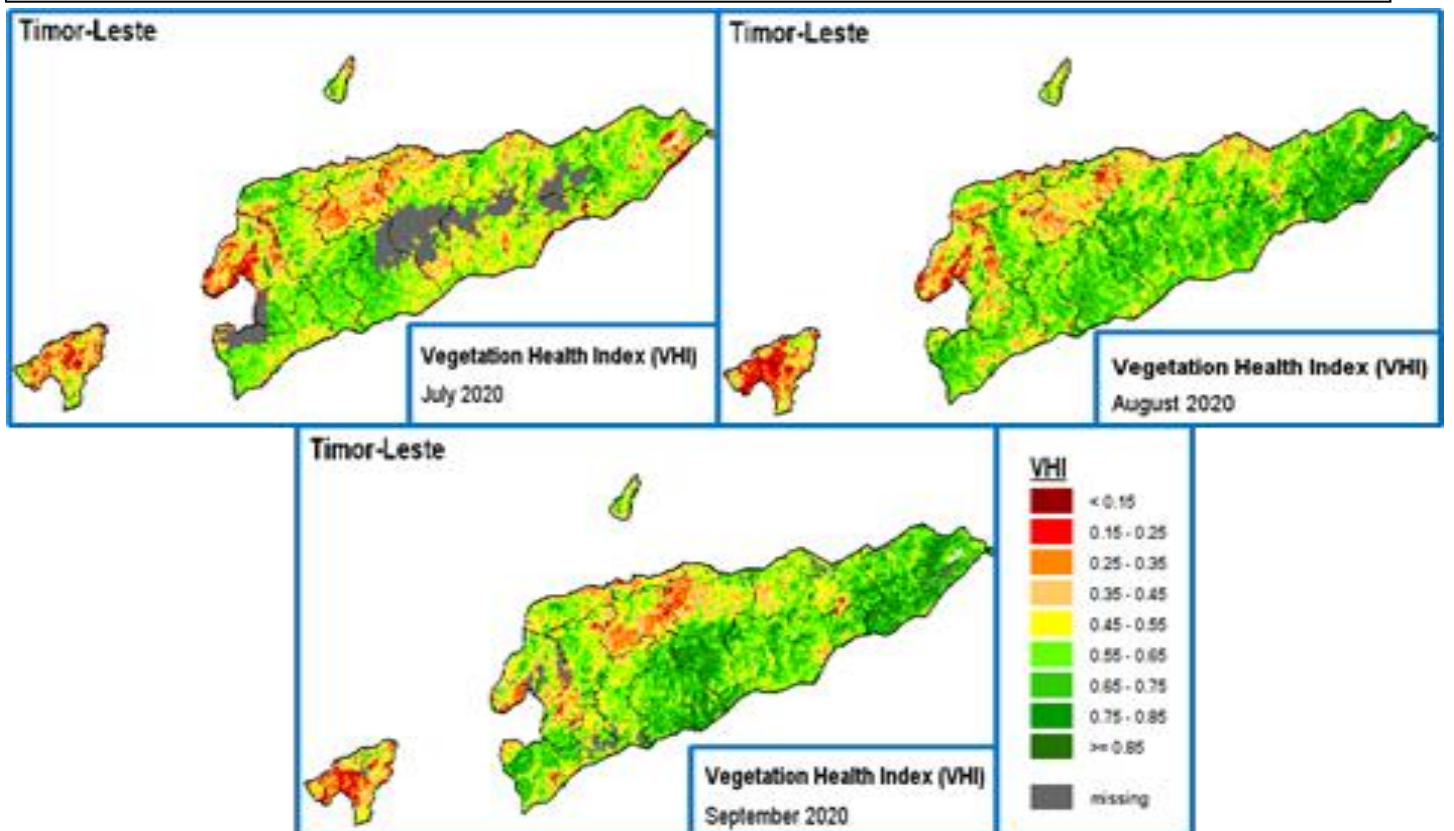 Timor-Leste
Vegetation Health Index (VHI)
July 2020
Timor-Leste
Vegetation Health Index (VHI)
August 2020
Timor-Leste
Vegetation Health Index (VHI)
September 2020
VHI
< 0.15
0.15 - 0.25
0.25 - 0.35
0.35 - 0.45
0.45 - 0.55
0.55 - 0.65
0.65 - 0.75
0.75 - 0.85
>= 0.85
missing